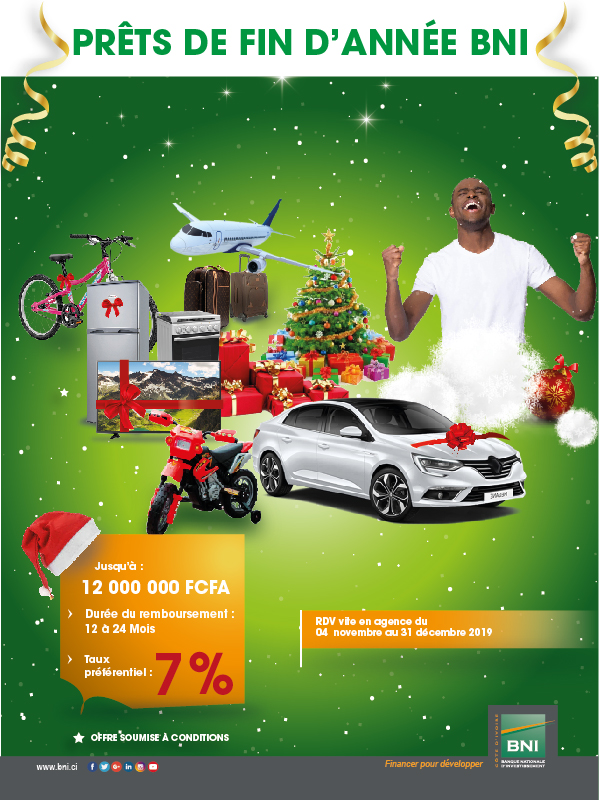 PRÊTS DE FIN D'ANNÉE BNI
Jusqu'à :
12 000 000 FCFA
› Durée du remboursement :
12 à 24 Mois
› Taux
préférentiel : 7%
RDV vite en agence du
04 novembre au 31 décembre 2019
★ OFFRE SOUMISE À CONDITIONS
www.bni.ci
Financer pour développer
CÔTE D'IVOIRE
BNI
BANQUE NATIONALE
D'INVESTISSEMENT